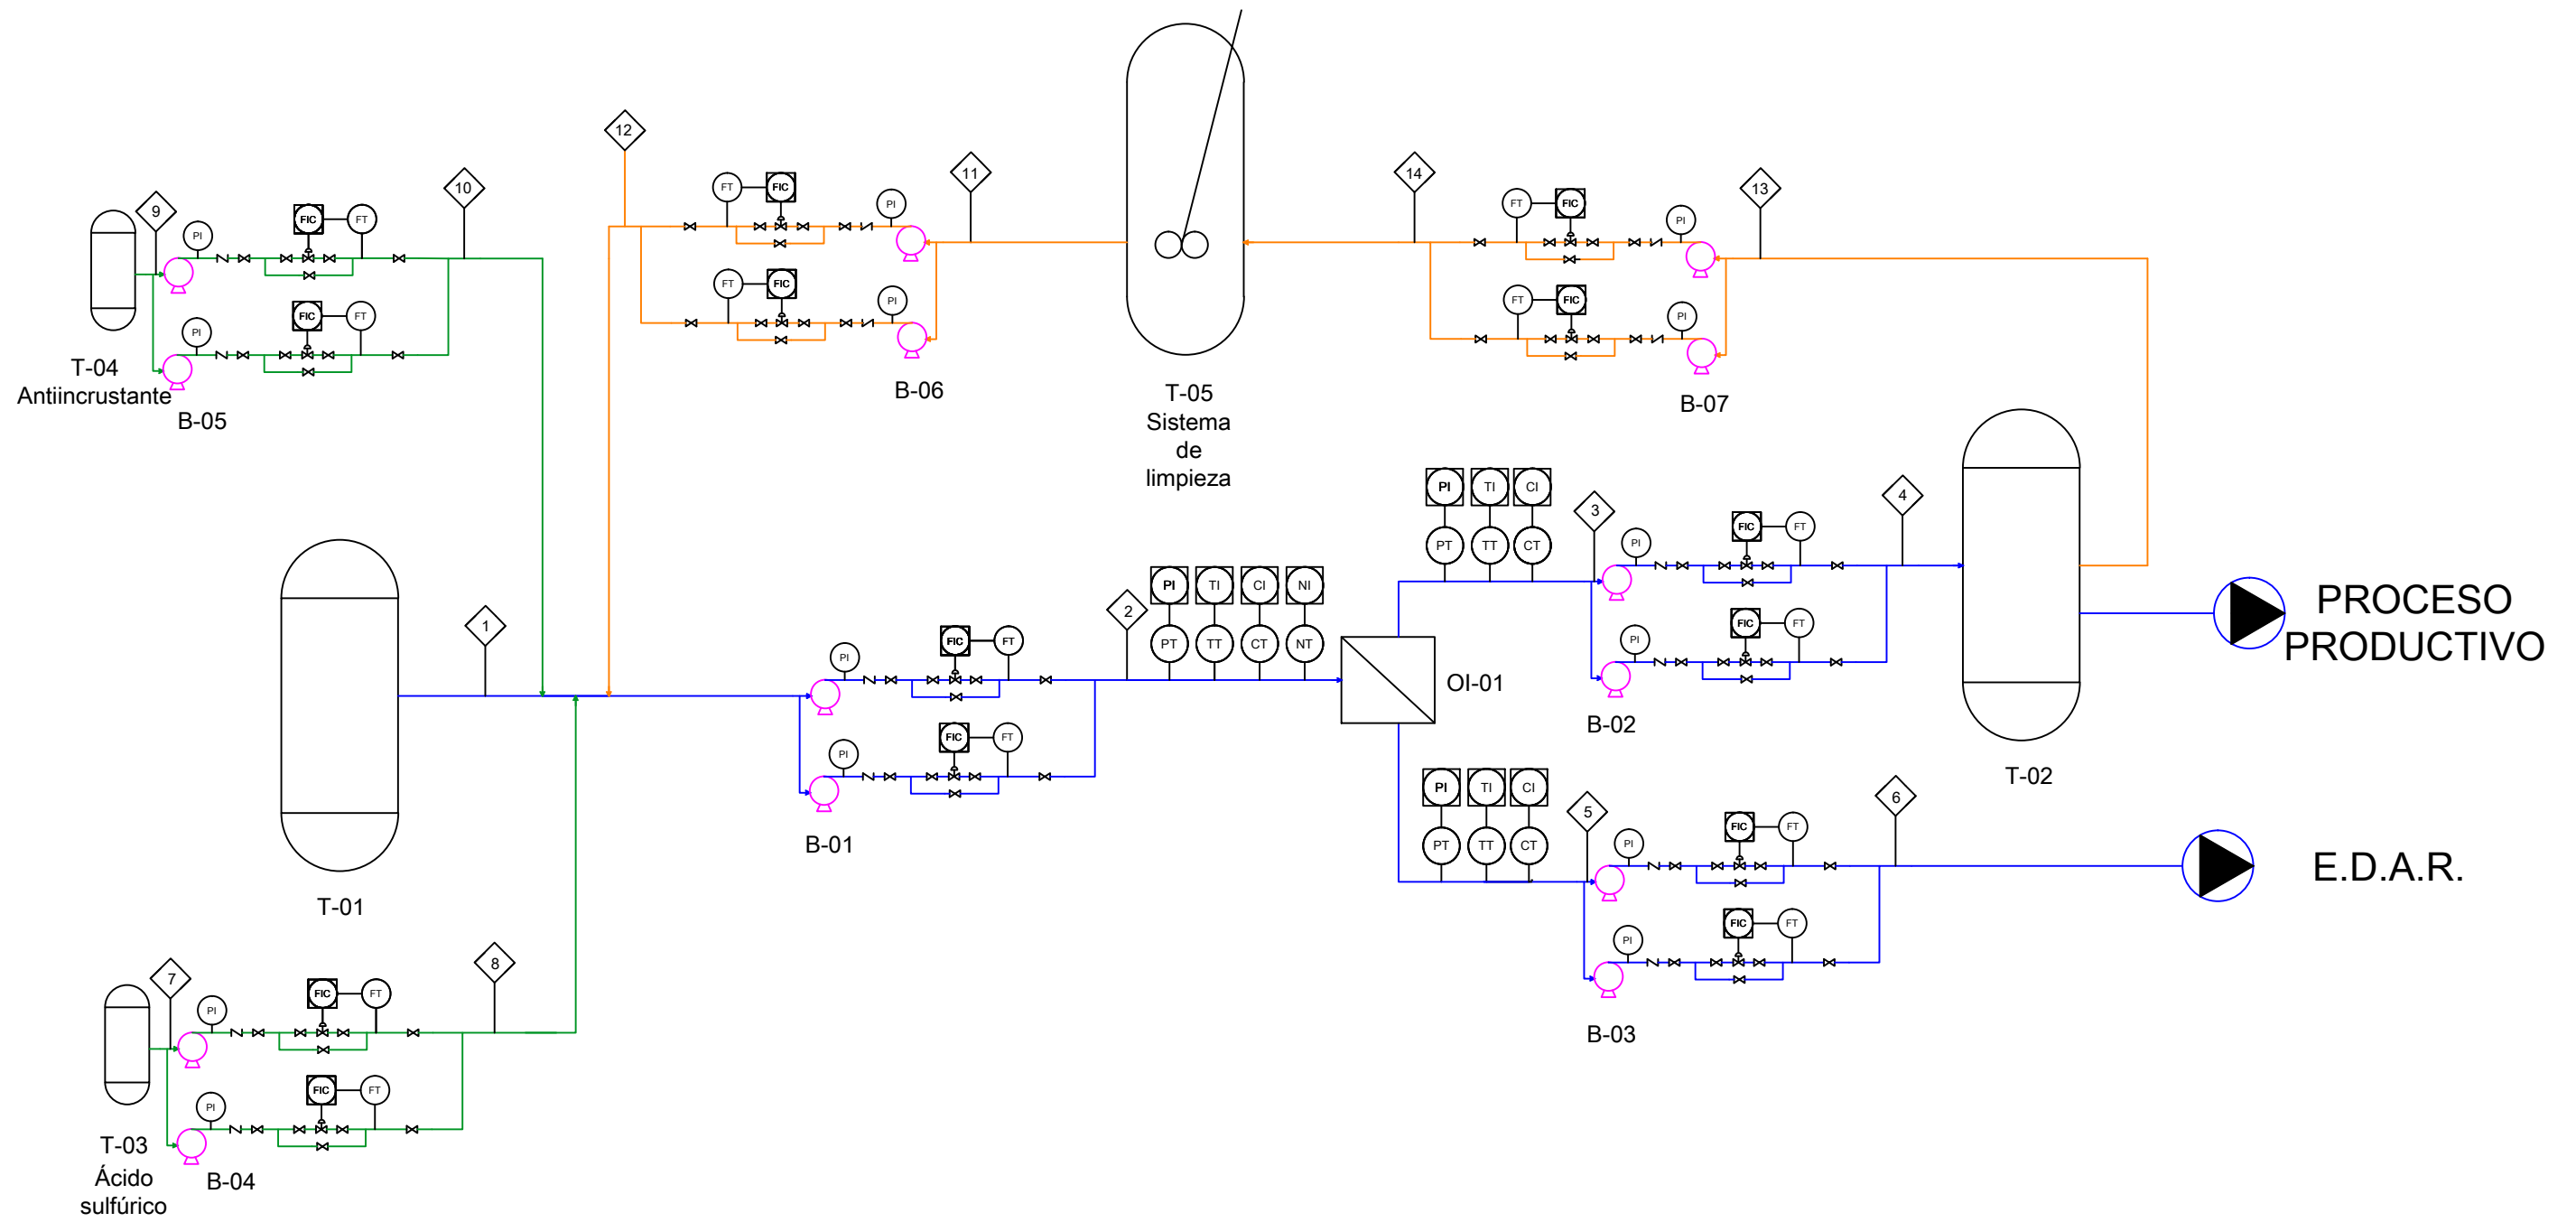 12
10
9
FIC
FT
PI
FIC
FT
PI
T-04
Antiincrustante
B-05
FT
FIC
PI
11
FT
FIC
PI
B-06
T-05
Sistema
de
limpieza
14
FT
FIC
PI
13
FT
FIC
PI
B-07
1
T-01
PI
FIC
FT
PI
FIC
FT
B-01
2
PI
TI
CI
NI
PT
TT
CT
NT
OI-01
PI
TI
CI
PT
TT
CT
3
PI
FIC
FT
4
PI
FIC
FT
B-02
T-02
PROCESO
PRODUCTIVO
PI
TI
CI
PT
TT
CT
5
PI
FIC
FT
6
PI
FIC
FT
B-03
E.D.A.R.
7
PI
FIC
FT
8
PI
FIC
FT
T-03
Ácido
sulfúrico
B-04